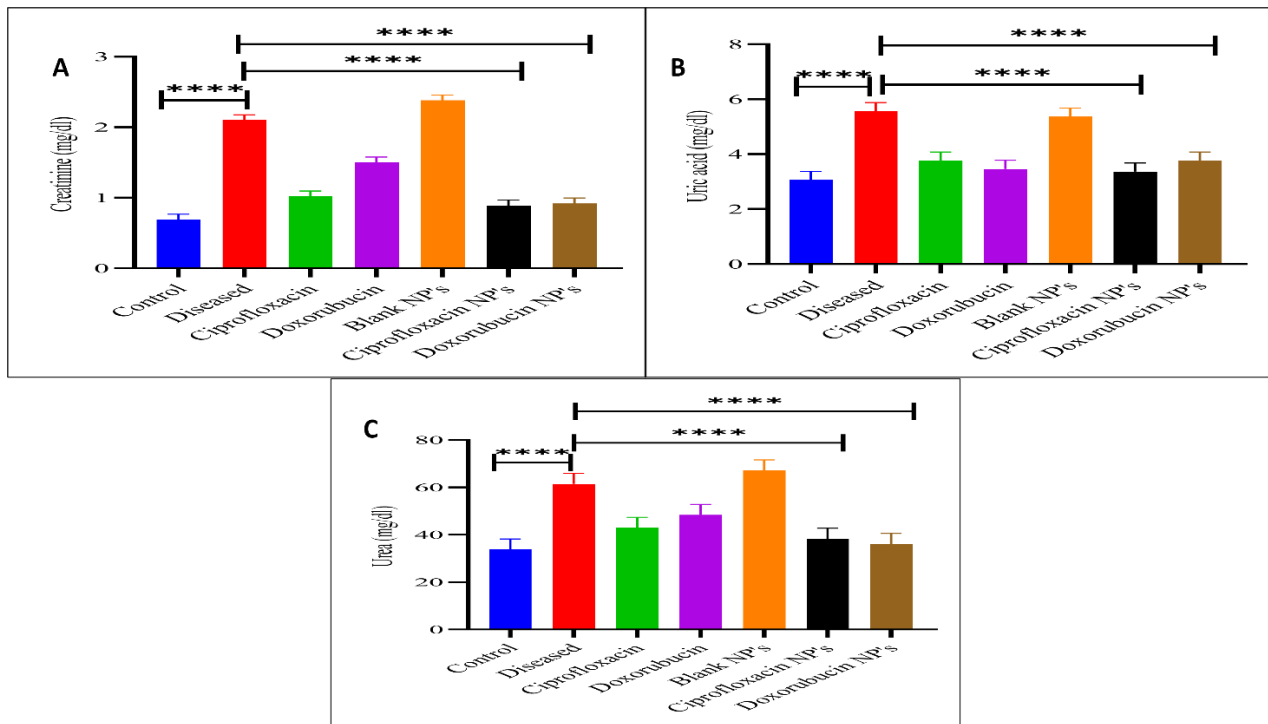 A
****
****
****
Creatinine (mg/dl)
3
2
1
0
Control
Diseased
Ciprofloxacin
Doxorubucin
Blank NP's
Ciprofloxacin NP's
Doxorubucin NP's
B
****
****
****
Uric acid (mg/dl)
8
6
4
2
0
Control
Diseased
Ciprofloxacin
Doxorubucin
Blank NP's
Ciprofloxacin NP's
Doxorubucin NP's
C
****
****
****
Urea (mg/dl)
80
60
40
20
0
Control
Diseased
Ciprofloxacin
Doxorubucin
Blank NP's
Ciprofloxacin NP's
Doxorubucin NP's